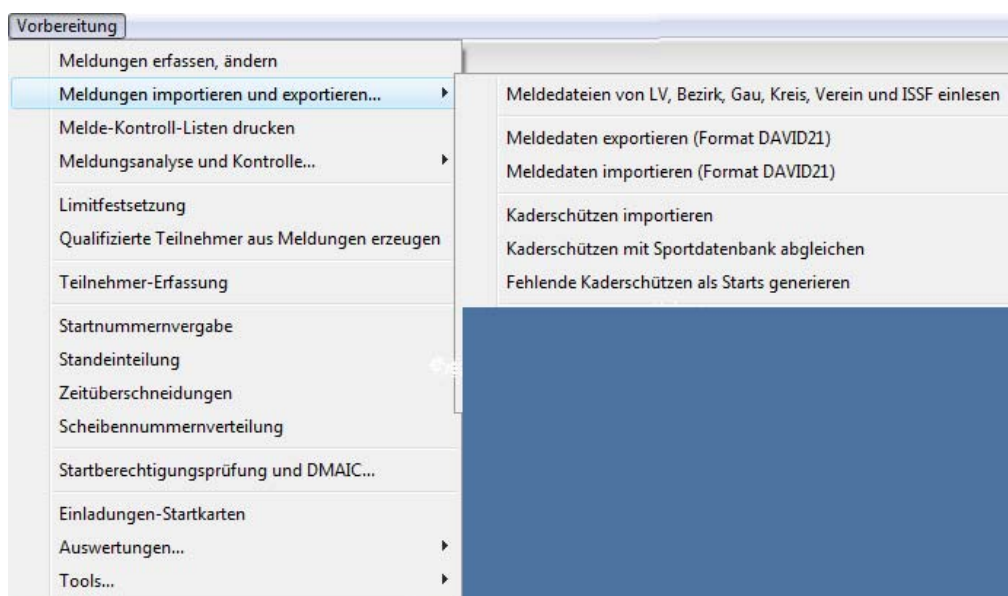 Vorbereitung
Meldungen erfassen, ändern
Meldungen importieren und exportieren...
Melde-Kontroll-Listen drucken
Meldungsanalyse und Kontrolle...
Limitfestsetzung
Qualifizierte Teilnehmer aus Meldungen erzeugen
Teilnehmer-Erfassung
Startnummernvergabe
Standeinteilung
Zeitüberschneidungen
Scheibennummernverteilung
Startberechtigungsprüfung und DMAIC...
Einladungen-Startkarten
Auswertungen...
Tools...
Meldedateien von LV, Bezirk, Gau, Kreis, Verein und ISSF einlesen
Meldedaten exportieren (Format DAVID21)
Meldedaten importieren (Format DAVID21)
Kaderschützen importieren
Kaderschützen mit Sportdatenbank abgleichen
Fehlende Kaderschützen als Starts generieren